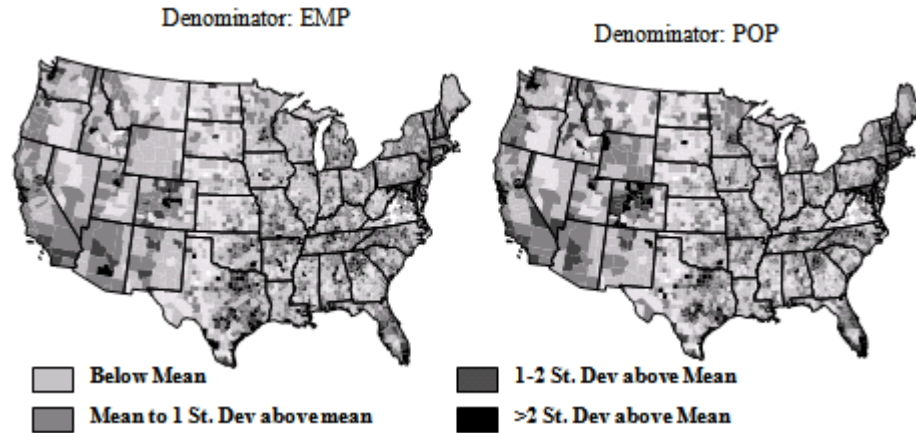 Denominator: EMP
Denominator: POP
Below Mean
1-2 St. Dev above Mean
Mean to 1 St. Dev above mean
>2 St. Dev above Mean